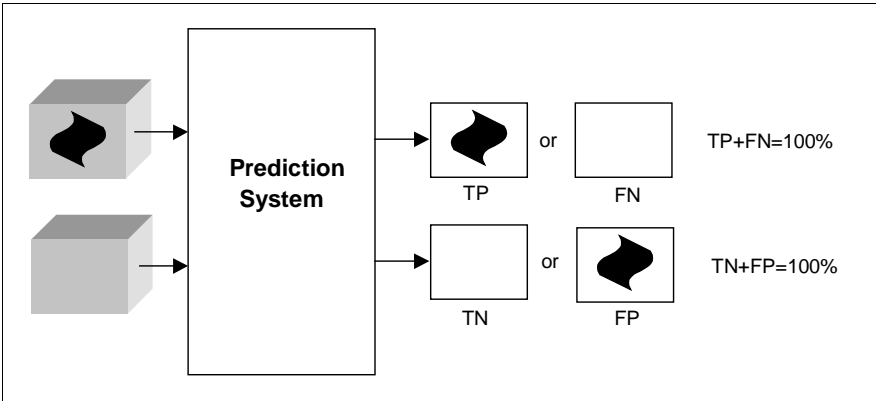 Prediction
System
or
TP+FN=100%
TP
FN
or
TN+FP=100%
TN
FP